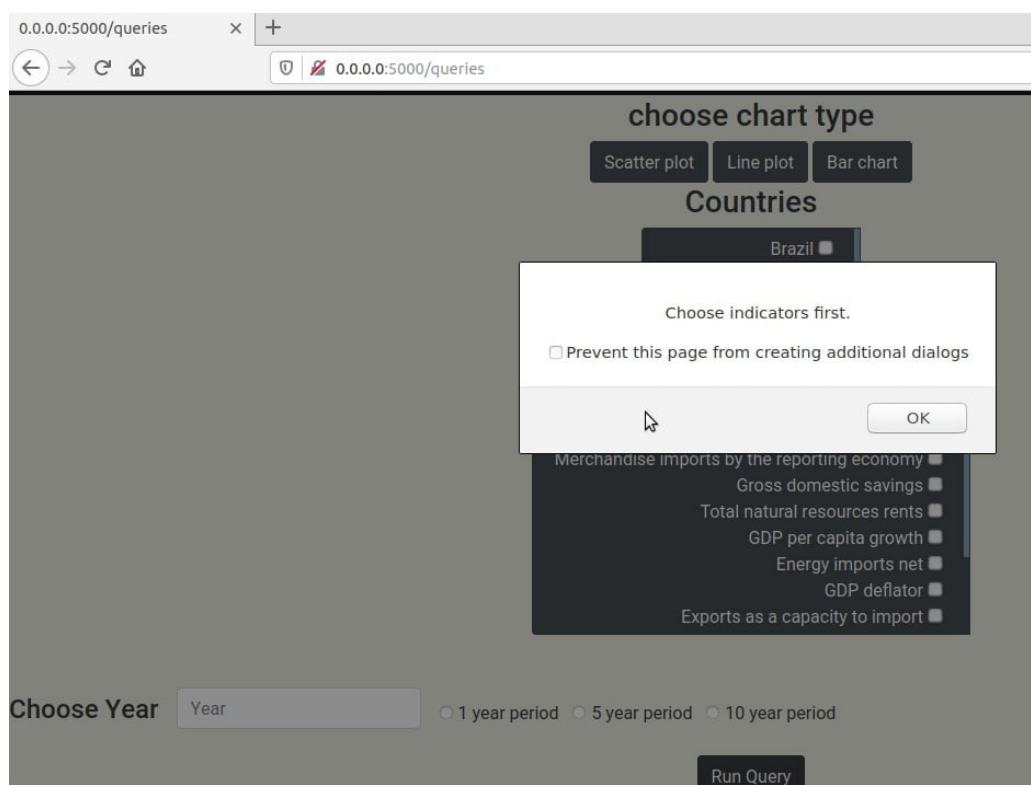 0.0.0.0:5000/queries
0.0.0.0:5000/queries
choose chart type
Scatter plot Line plot Bar chart
Countries
Brazil
Choose indicators first.
Prevent this page from creating additional dialogs
OK
Merchandise imports by the reporting economy
Gross domestic savings
Total natural resources rents
GDP per capita growth
Energy imports net
GDP deflator
Exports as a capacity to import
Choose Year Year 1 year period 5 year period 10 year period
Run Query